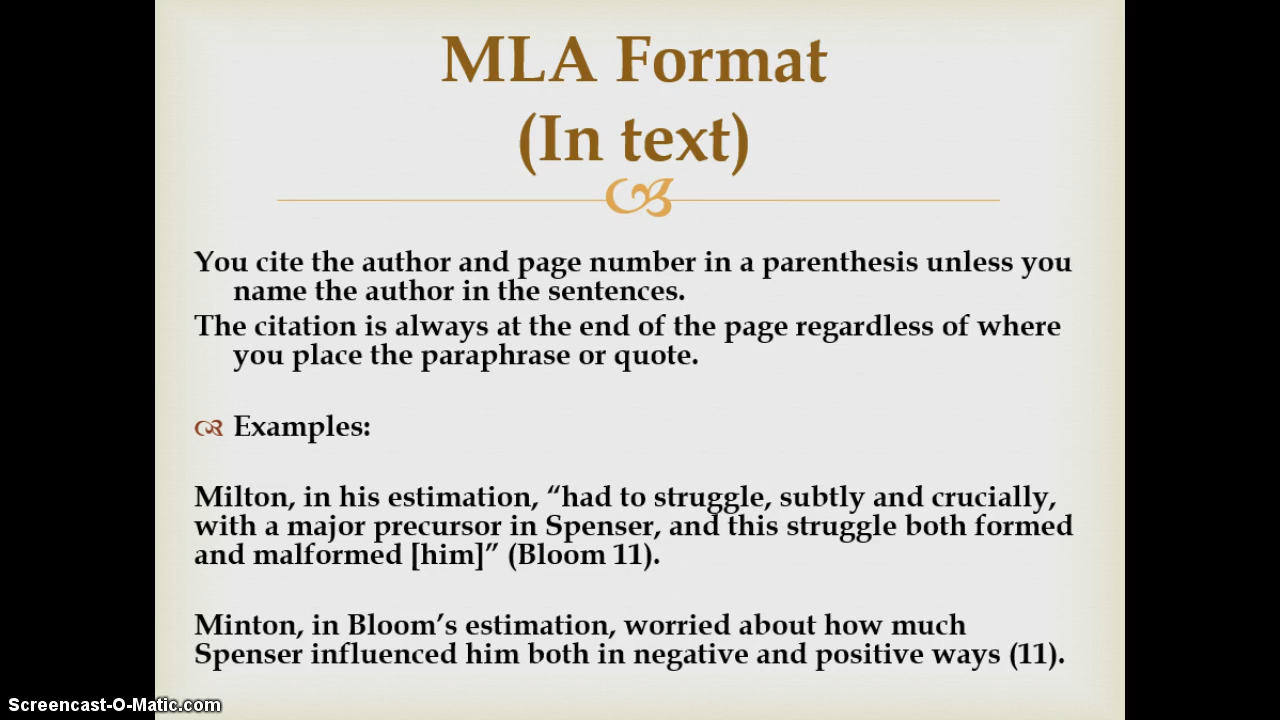 MLA Format
(In text)
You cite the author and page number in a parenthesis unless you
name the author in the sentences.
The citation is always at the end of the page regardless of where
you place the paraphrase or quote.
Examples:
Milton, in his estimation, “had to struggle, subtly and crucially,
with a major precursor in Spenser, and this struggle both formed
and malformed [him]” (Bloom 11).
Minton, in Bloom’s estimation, worried about how much
Spenser influenced him both in negative and positive ways (11).
Screencast-O-Matic.com